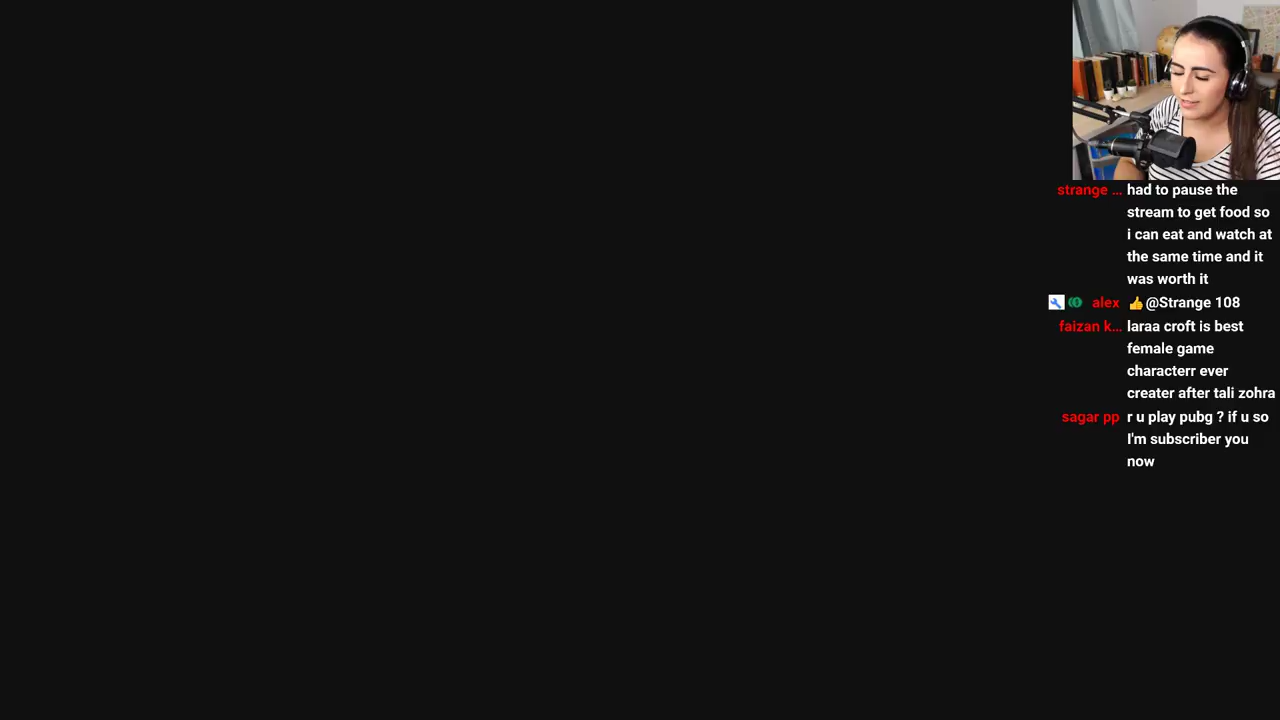 strange ... had to pause the
stream to get food so
i can eat and watch at
the same time and it
was worth it
alex 👍@Strange 108
faizan k... laraa croft is best
female game
characterr ever
creater after tali zohra
sagar pp r u play pubg ? if u so
I'm subscriber you
now